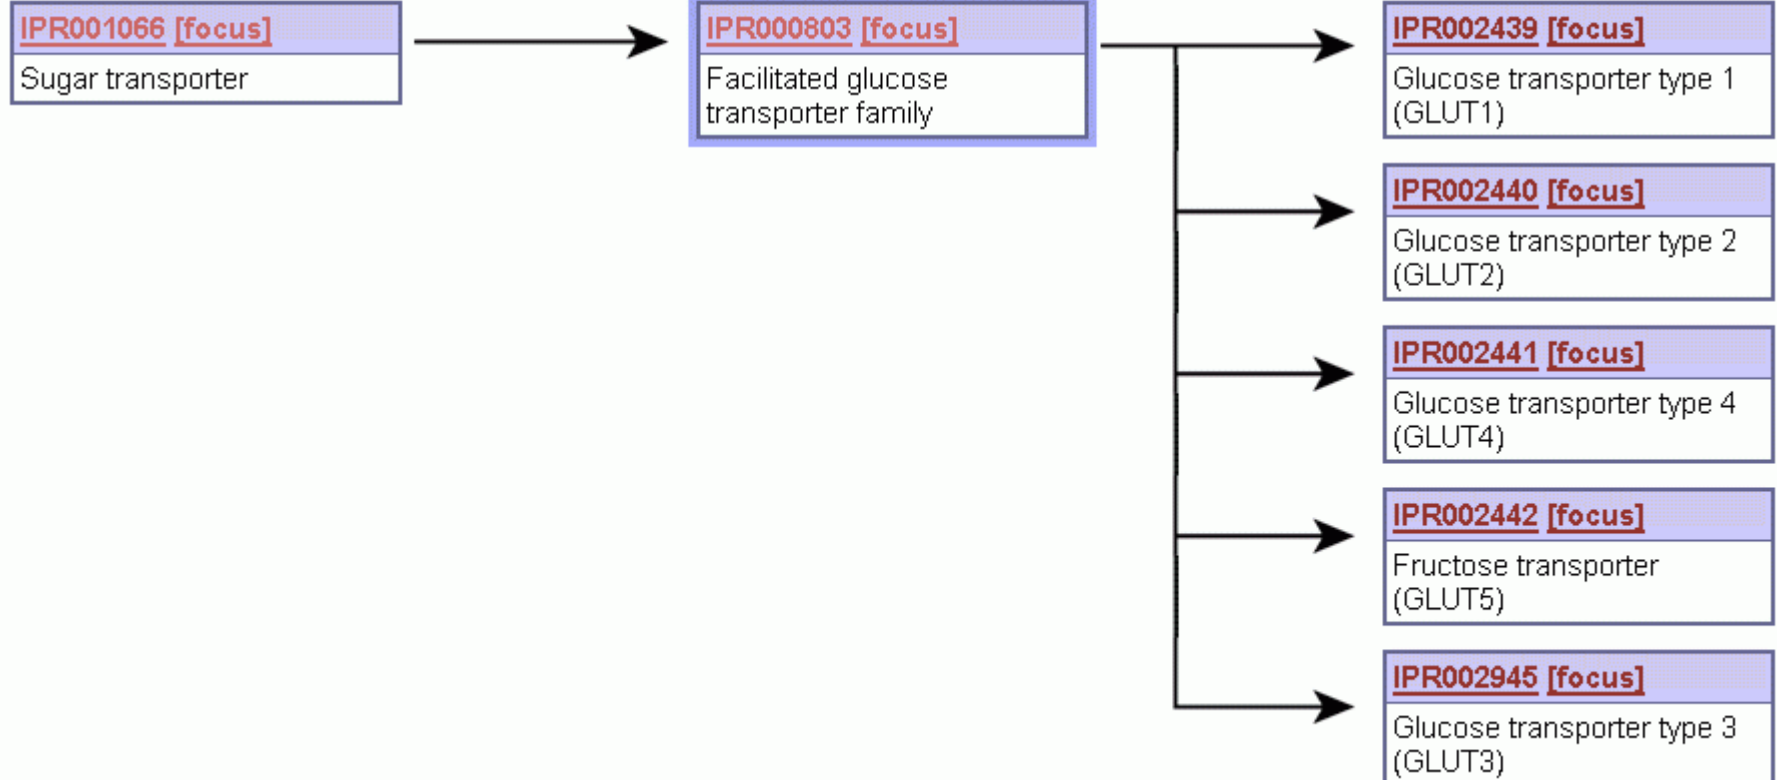 IPR001066 [focus]
Sugar transporter
IPR000803 [focus]
Facilitated glucose
transporter family
IPR002439 [focus]
Glucose transporter type 1
(GLUT1)
IPR002440 [focus]
Glucose transporter type 2
(GLUT2)
IPR002441 [focus]
Glucose transporter type 4
(GLUT4)
IPR002442 [focus]
Fructose transporter
(GLUT5)
IPR002945 [focus]
Glucose transporter type 3
(GLUT3)